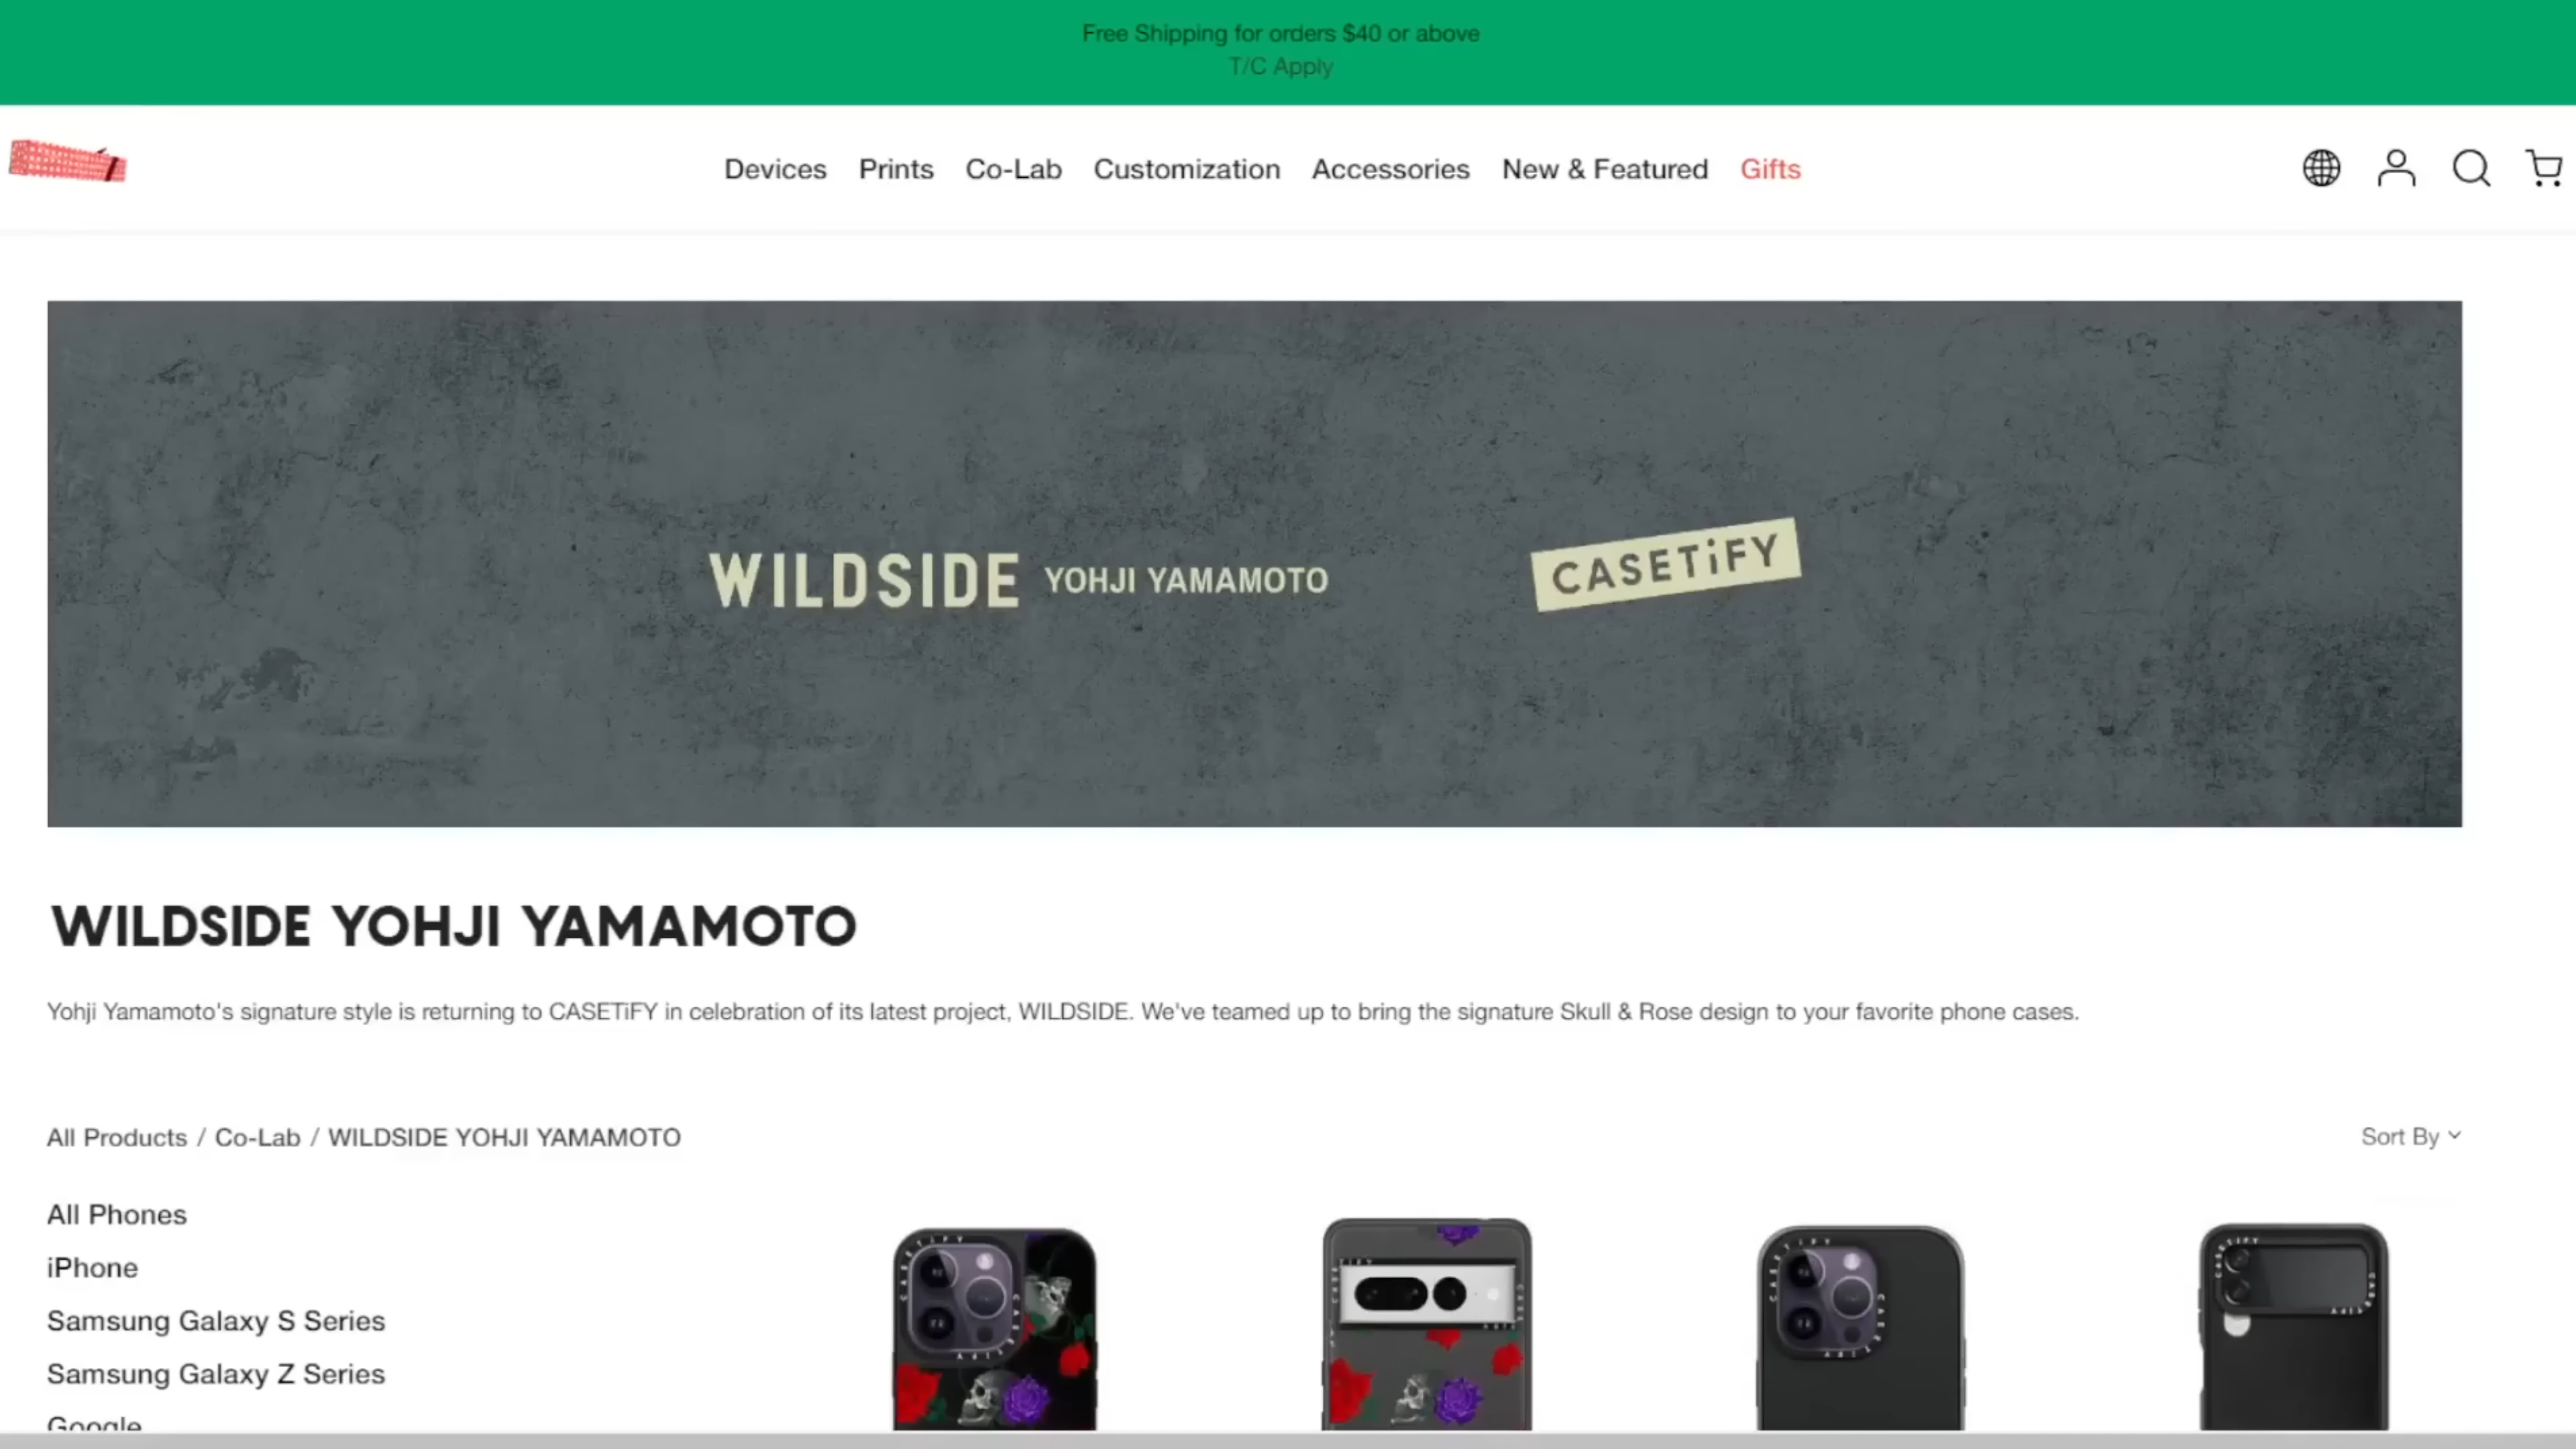 Free Shipping for orders $40 or above
T/C Apply
Devices Prints Co-Lab Customization Accessories New & Featured Gifts
WILDSIDE YOHJI YAMAMOTO CASETiFY
WILDSIDE YOHJI YAMAMOTO
Yohji Yamamoto's signature style is returning to CASETiFY in celebration of its latest project, WILDSIDE. We've teamed up to bring the signature Skull & Rose design to your favorite phone cases.
All Products / Co-Lab / WILDSIDE YOHJI YAMAMOTO
Sort By
All Phones
iPhone
Samsung Galaxy S Series
Samsung Galaxy Z Series
Google